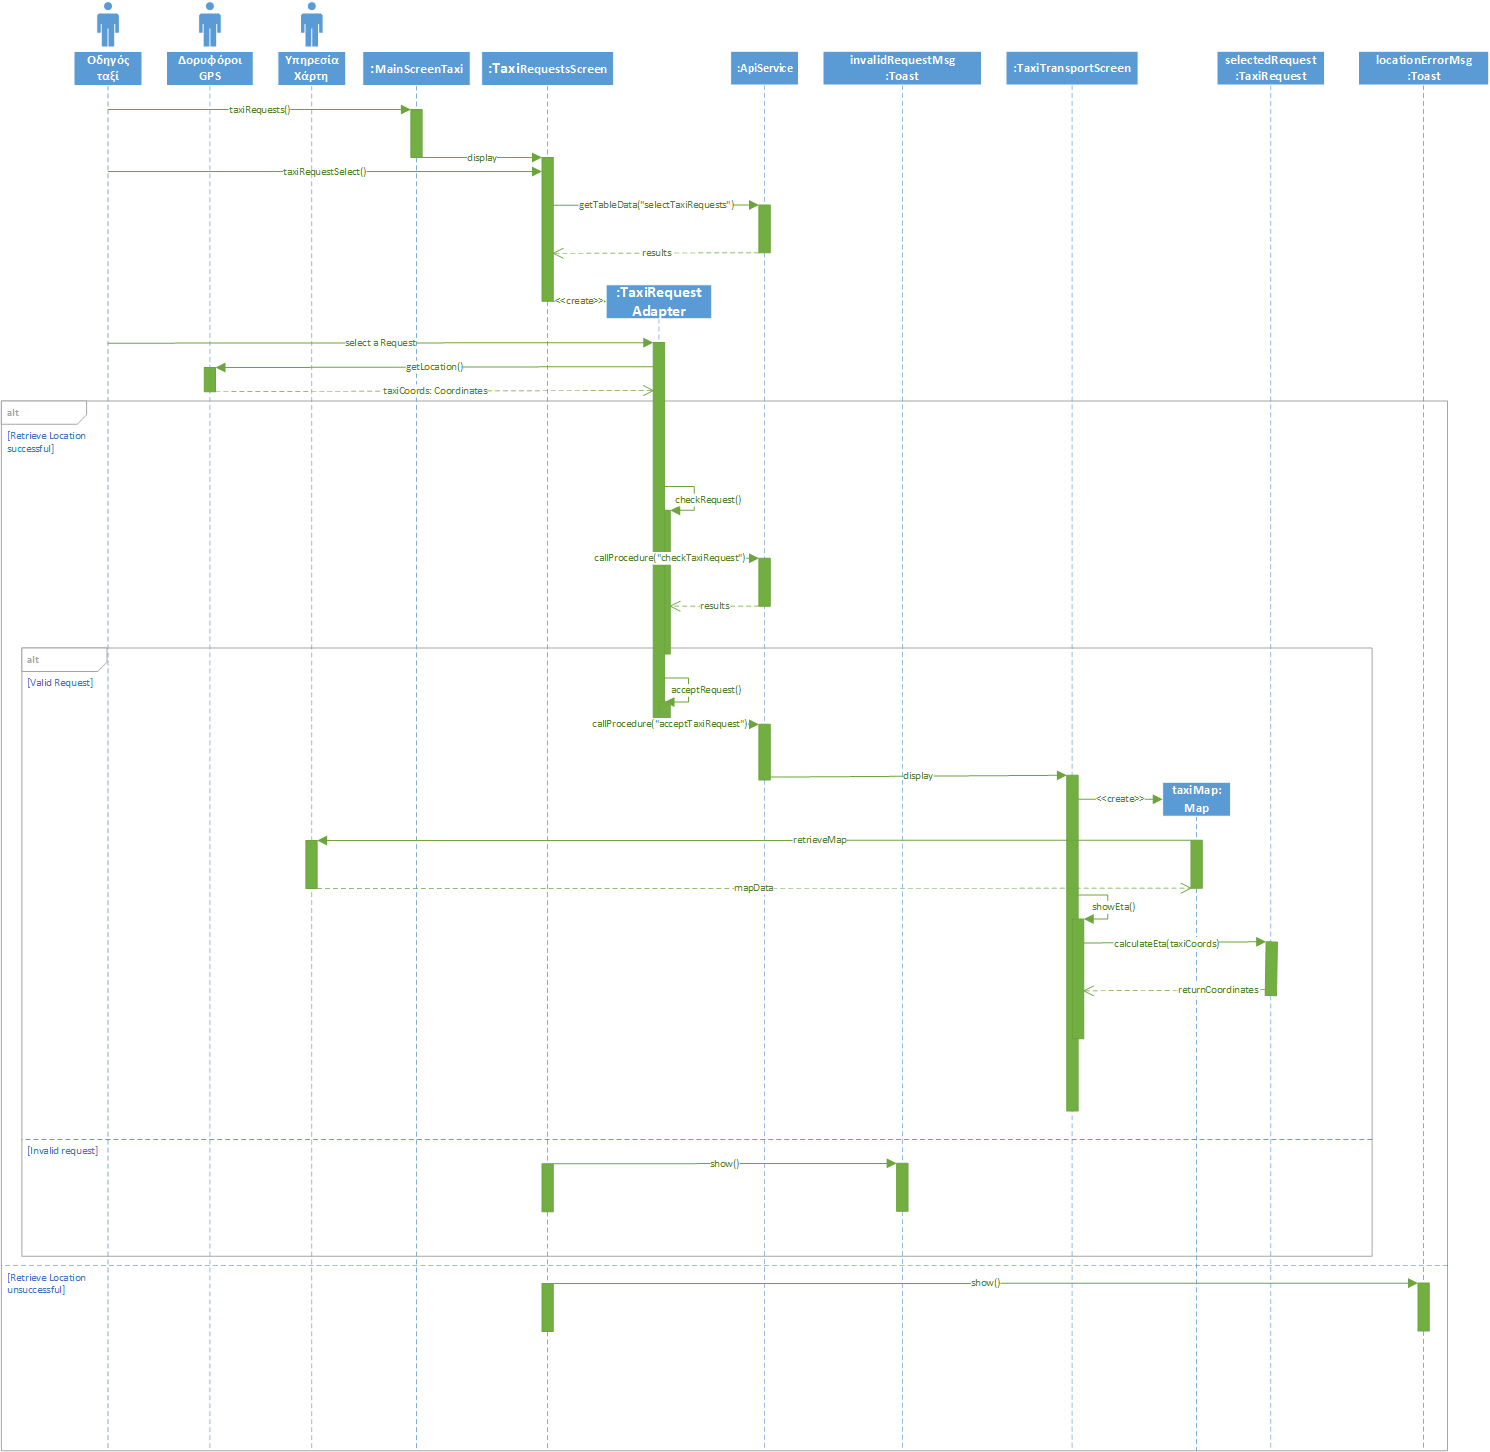 Οδηγός
ταξί
Δορυφόροι
GPS
Υπηρεσία
Χάρτη
:MainScreenTaxi
:TaxiRequestsScreen
:ApiService
invalidRequestMsg
:Toast
:TaxiTransportScreen
selectedRequest
:TaxiRequest
locationErrorMsg
:Toast
taxiRequests()
display
taxiRequestSelect()
getTableData("selectTaxiRequests")
results
<<create>>
:TaxiRequest
Adapter
select a Request
getLocation()
taxiCoords: Coordinates
alt
[Retrieve Location
successful]
checkRequest()
callProcedure("checkTaxiRequest")
results
alt
[Valid Request]
acceptRequest()
callProcedure("acceptTaxiRequest")
display
<<create>>
taxiMap:
Map
retrieveMap
mapData
showEta()
calculateEta(taxiCoords)
returnCoordinates
[Invalid request]
show()
[Retrieve Location
unsuccessful]
show()